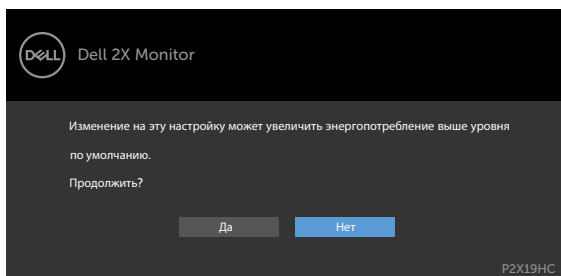 DELL
Dell 2X Monitor
Изменение на эту настройку может увеличить энергопотребление выше уровня
по умолчанию.
Продолжить?
Да
Нет
P2X19HC